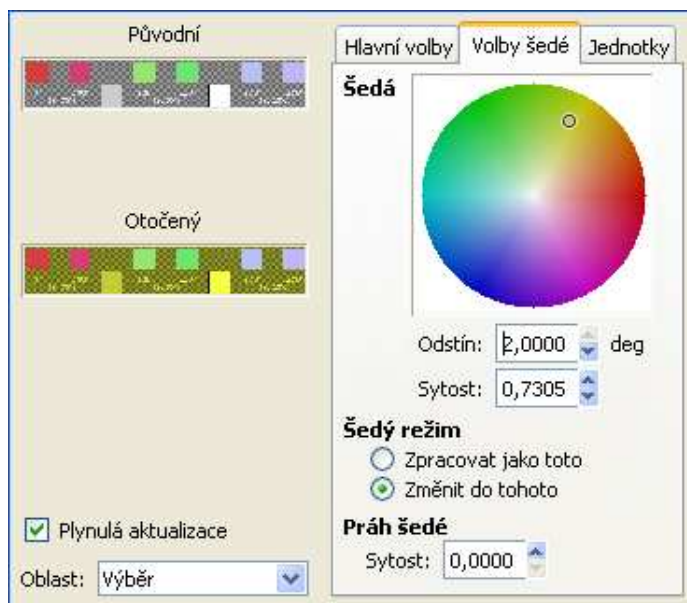 Původní
Otočený
Plynulá aktualizace
Oblast: Výběr
Hlavní volby Volby šedé Jednotky
Šedá
Odstín: 2,0000 deg
Sytost: 0,7305
Šedý režim
Zpracovat jako toto
Změnit do tohoto
Práh šedé
Sytost: 0,0000